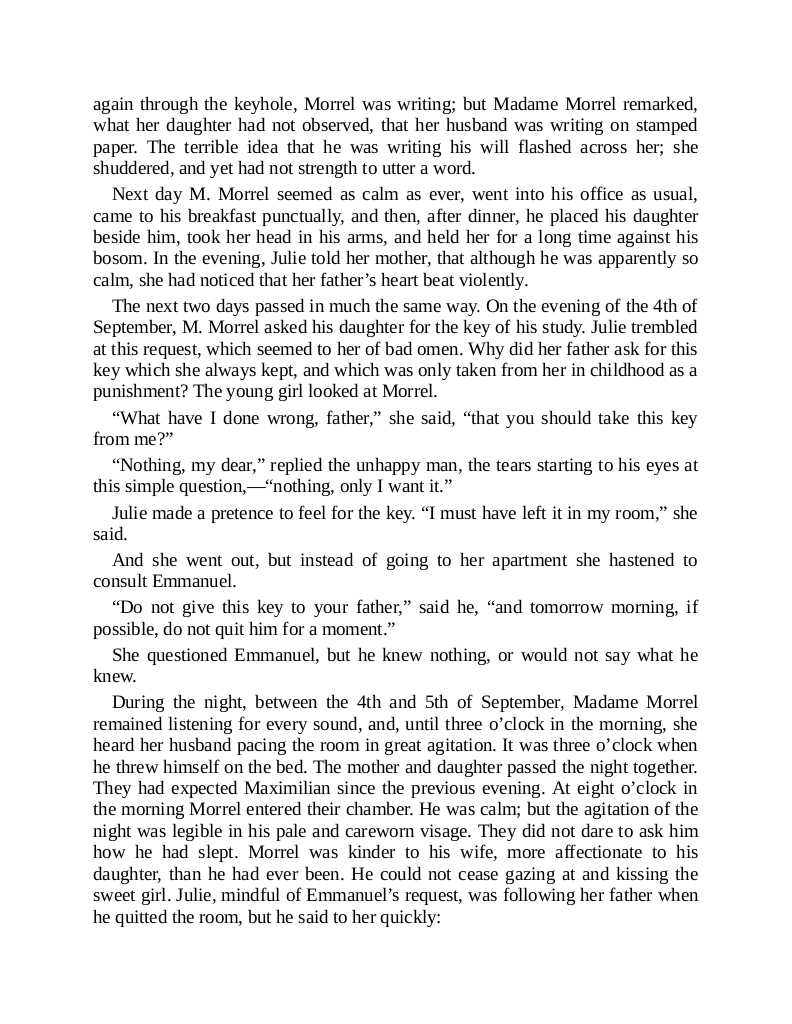 again through the keyhole, Morrel was writing; but Madame Morrel remarked,
what her daughter had not observed, that her husband was writing on stamped
paper. The terrible idea that he was writing his will flashed across her; she
shuddered, and yet had not strength to utter a word.
Next day M. Morrel seemed as calm as ever, went into his office as usual,
came to his breakfast punctually, and then, after dinner, he placed his daughter
beside him, took her head in his arms, and held her for a long time against his
bosom. In the evening, Julie told her mother, that although he was apparently so
calm, she had noticed that her father’s heart beat violently.
The next two days passed in much the same way. On the evening of the 4th of
September, M. Morrel asked his daughter for the key of his study. Julie trembled
at this request, which seemed to her of bad omen. Why did her father ask for this
key which she always kept, and which was only taken from her in childhood as a
punishment? The young girl looked at Morrel.
“What have I done wrong, father,” she said, “that you should take this key
from me?”
“Nothing, my dear,” replied the unhappy man, the tears starting to his eyes at
this simple question,—“nothing, only I want it.”
Julie made a pretence to feel for the key. “I must have left it in my room,” she
said.
And she went out, but instead of going to her apartment she hastened to
consult Emmanuel.
“Do not give this key to your father,” said he, “and tomorrow morning, if
possible, do not quit him for a moment.”
She questioned Emmanuel, but he knew nothing, or would not say what he
knew.
During the night, between the 4th and 5th of September, Madame Morrel
remained listening for every sound, and, until three o’clock in the morning, she
heard her husband pacing the room in great agitation. It was three o’clock when
he threw himself on the bed. The mother and daughter passed the night together.
They had expected Maximilian since the previous evening. At eight o’clock in
the morning Morrel entered their chamber. He was calm; but the agitation of the
night was legible in his pale and careworn visage. They did not dare to ask him
how he had slept. Morrel was kinder to his wife, more affectionate to his
daughter, than he had ever been. He could not cease gazing at and kissing the
sweet girl. Julie, mindful of Emmanuel’s request, was following her father when
he quitted the room, but he said to her quickly: